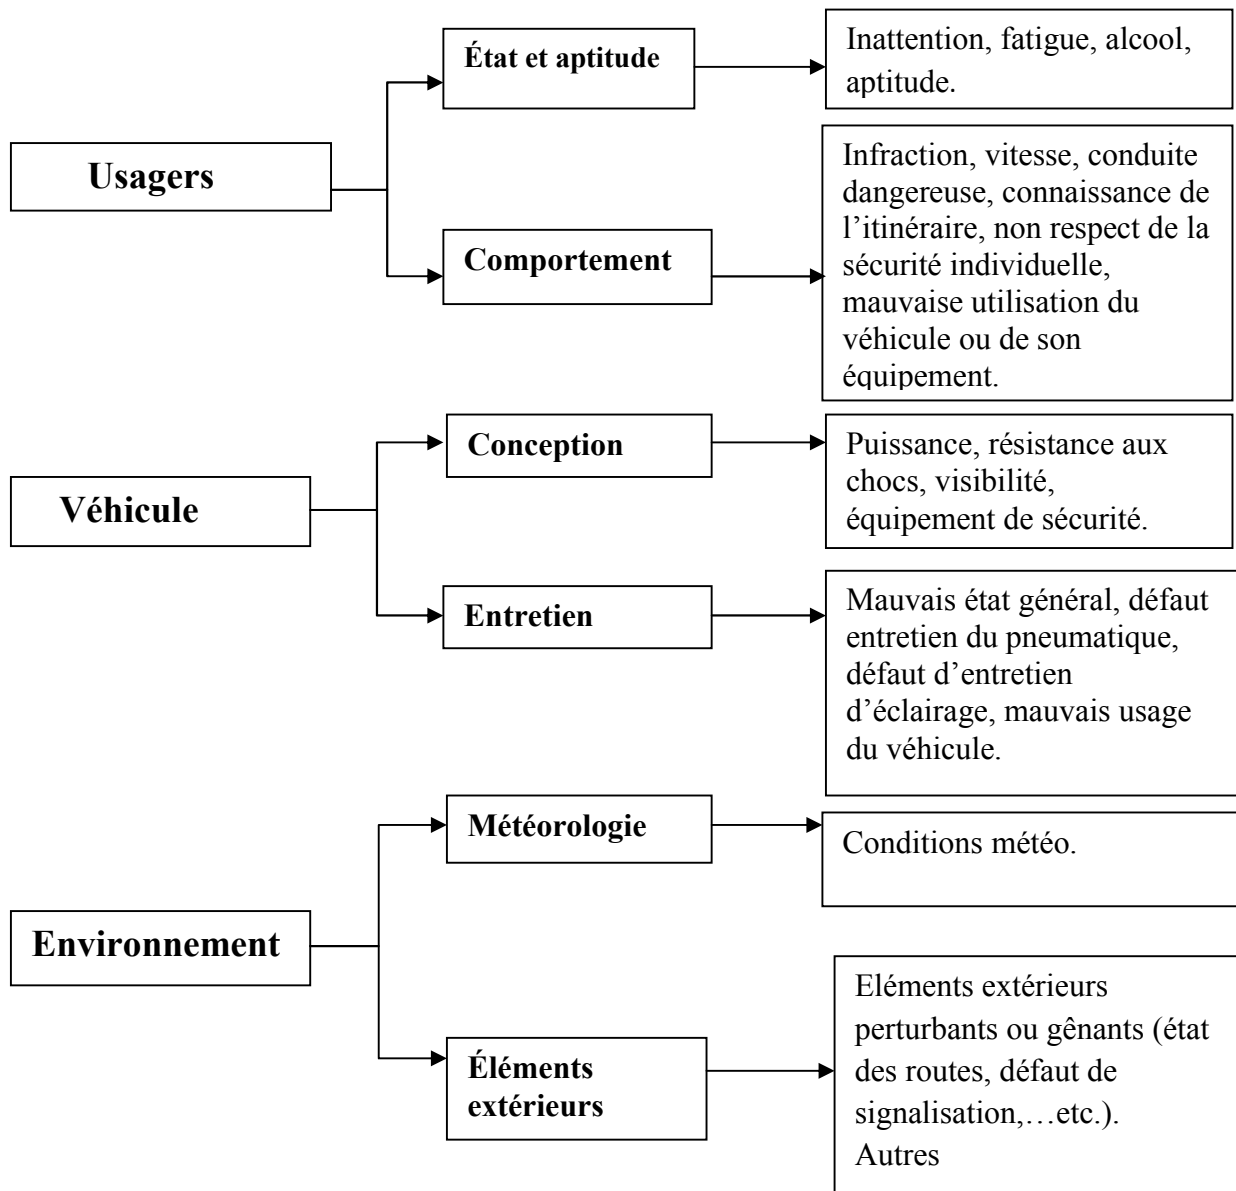 État et aptitude
Inattention, fatigue, alcool,
aptitude.
Usagers
Comportement
Infraction, vitesse, conduite
dangereuse, connaissance de
l’itinéraire, non respect de la
sécurité individuelle,
mauvaise utilisation du
véhicule ou de son
équipement.
Véhicule
Conception
Puissance, résistance aux
chocs, visibilité,
équipement de sécurité.
Entretien
Mauvais état général, défaut
entretien du pneumatique,
défaut d’entretien
d’éclairage, mauvais usage
du véhicule.
Environnement
Météorologie
Conditions météo.
Éléments
extérieurs
Eléments extérieurs
perturbants ou gênants (état
des routes, défaut de
signalisation,…etc.).
Autres